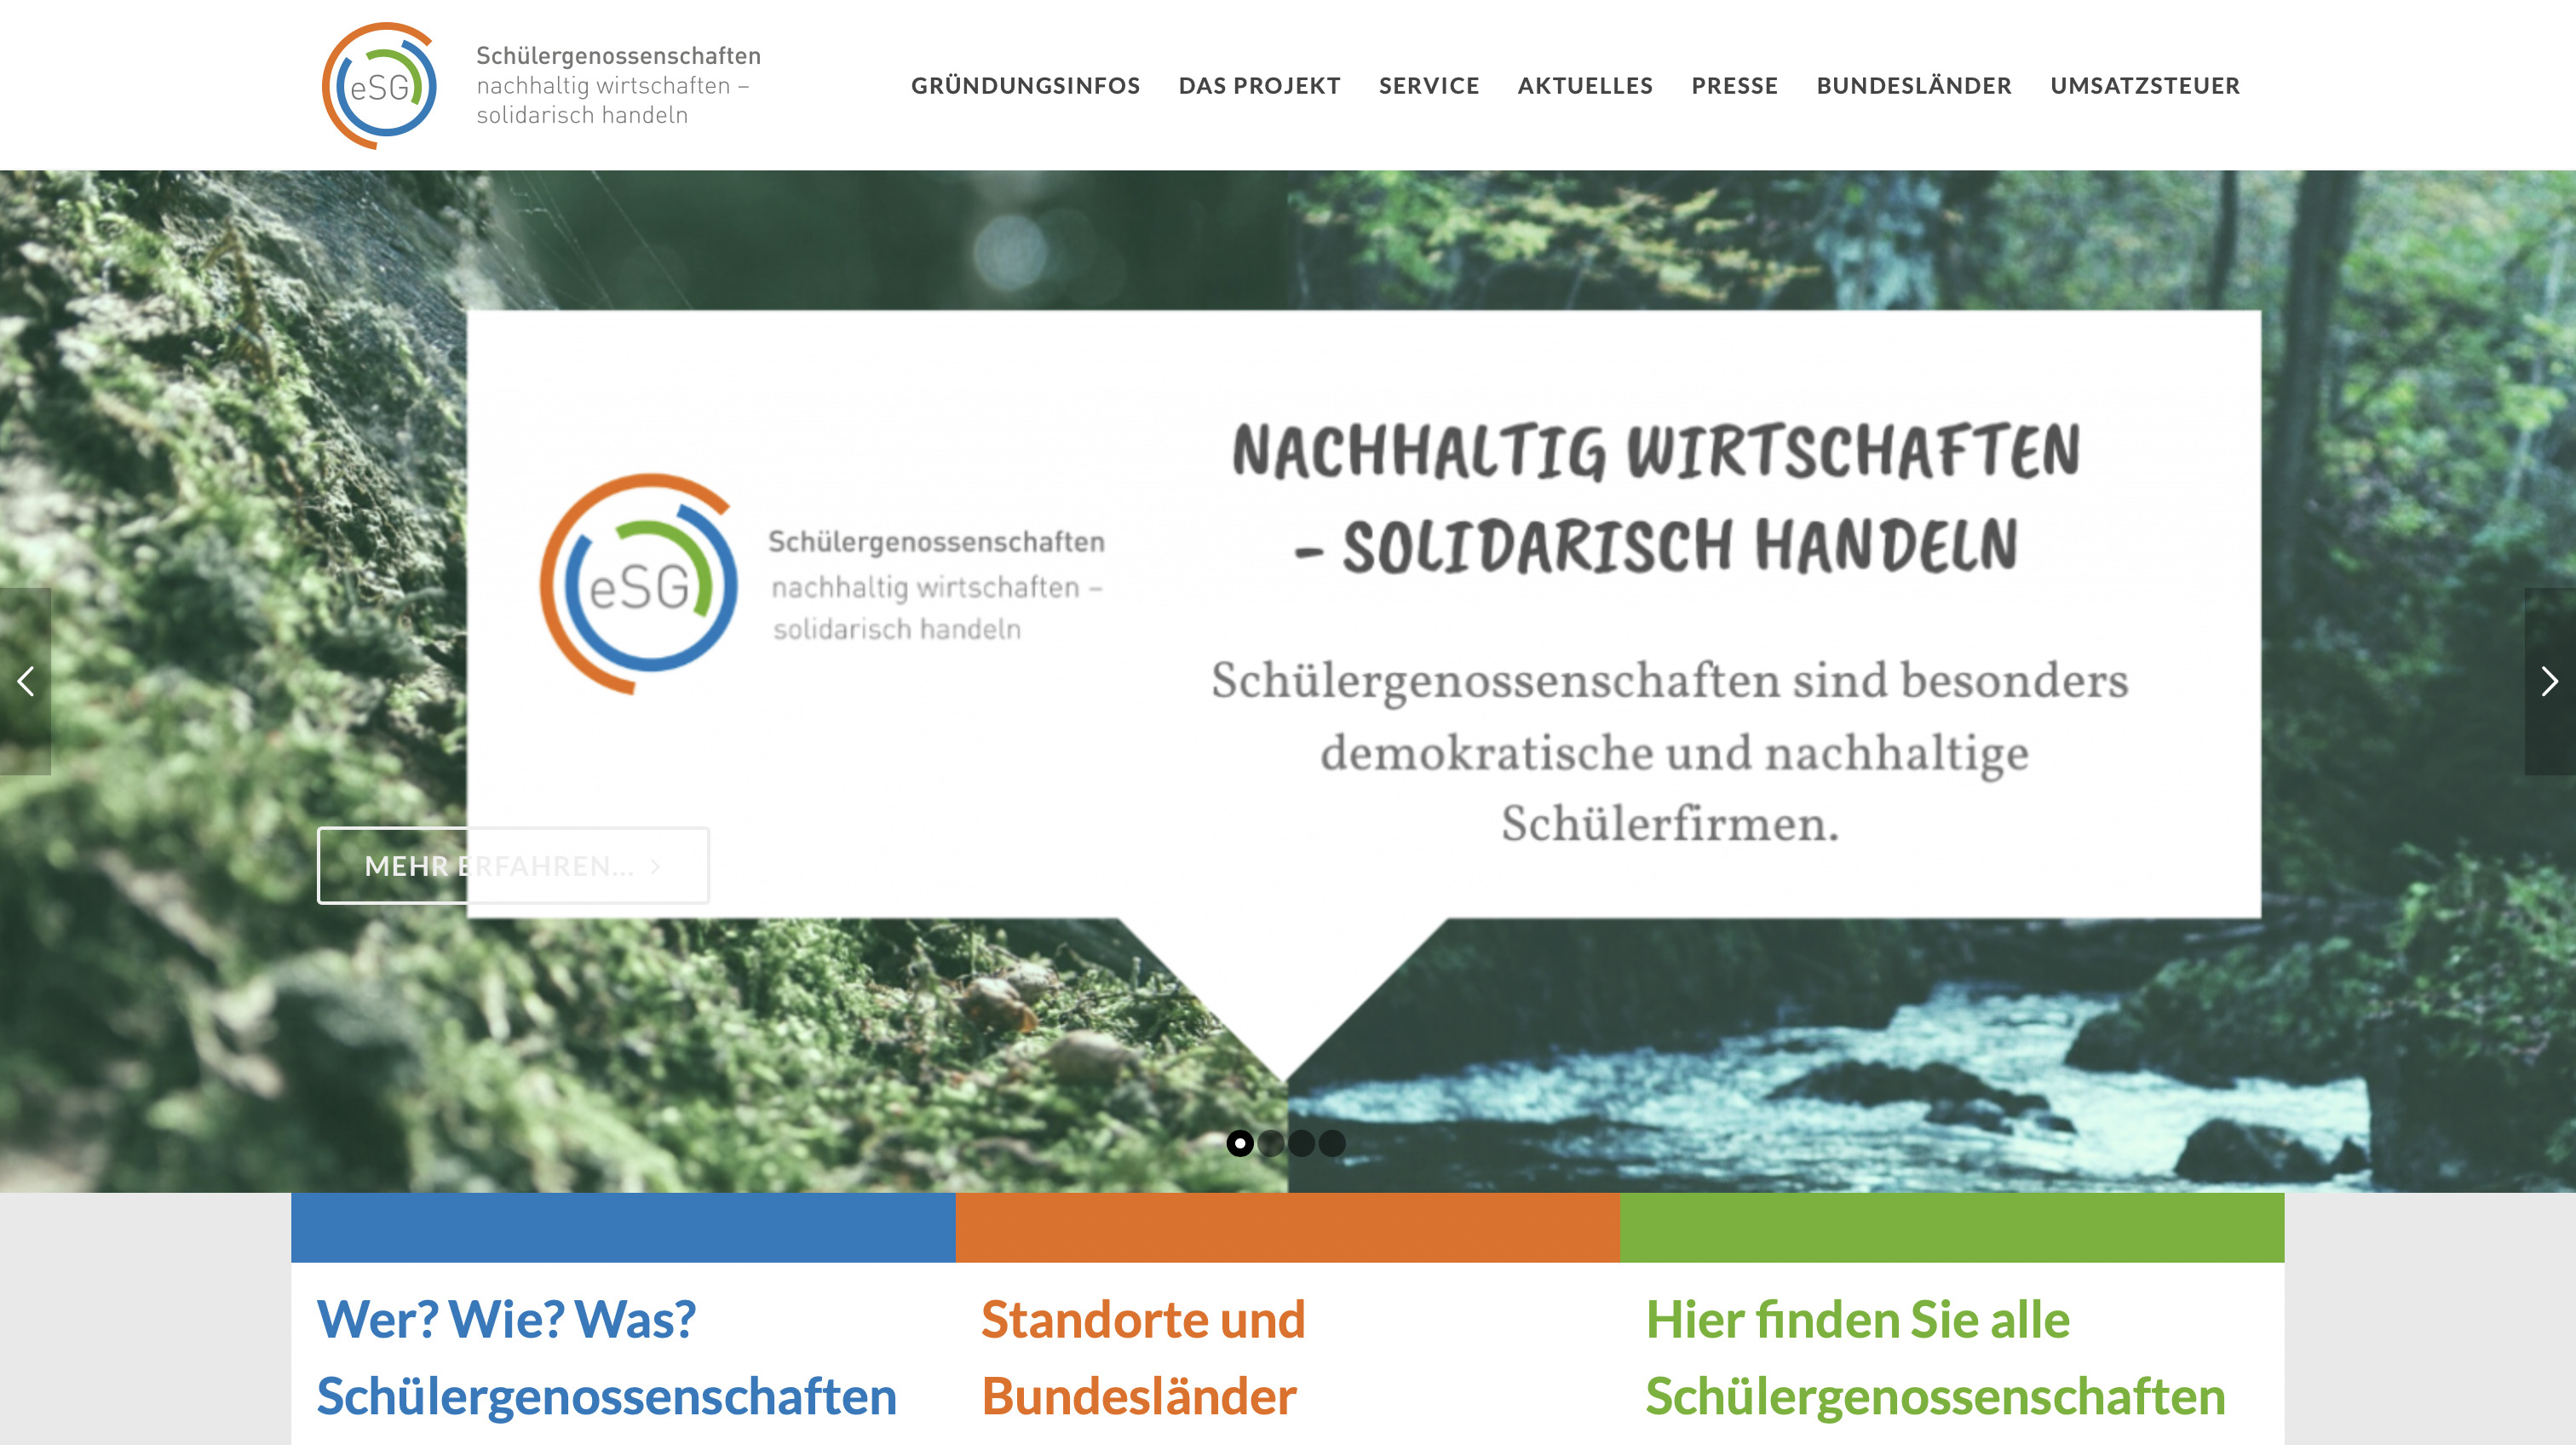 eSG
Schülergenossenschaften
nachhaltig wirtschaften –
solidarisch handeln
GRÜNDUNGSINFOS DAS PROJEKT SERVICE AKTUELLES PRESSE BUNDESLÄNDER UMSATZSTEUER
eSG
Schülergenossenschaften
nachhaltig wirtschaften –
solidarisch handeln
NACHHALTIG WIRTSCHAFTEN
– SOLIDARISCH HANDELN
Schülergenossenschaften sind besonders
demokratische und nachhaltige
Schülerfirmen.
MEHR ERFAHREN...
Wer? Wie? Was?
Schülergenossenschaften
Standorte und
Bundesländer
Hier finden Sie alle
Schülergenossenschaften